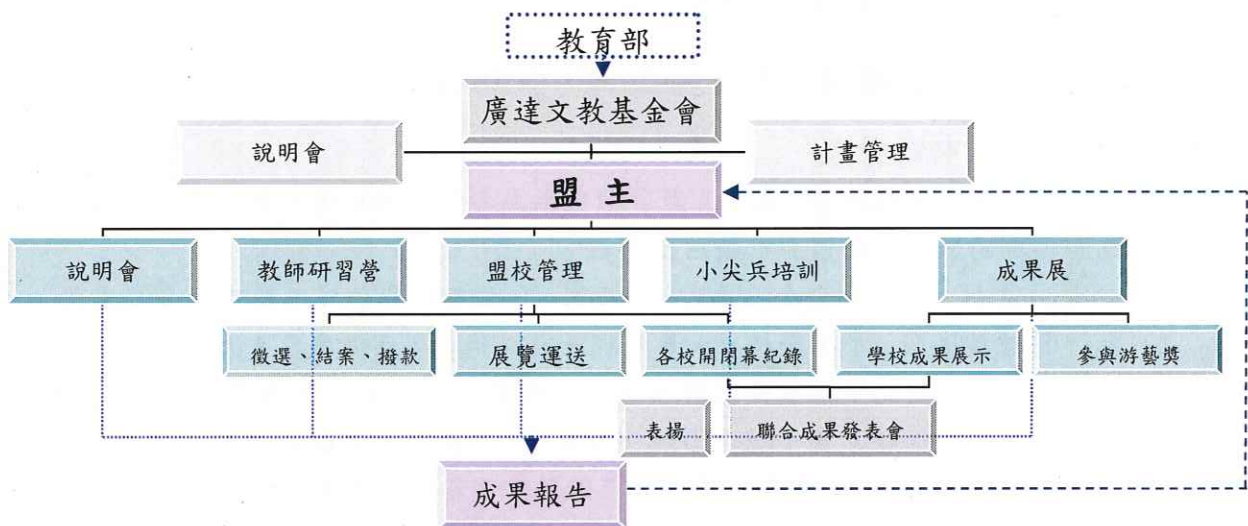 教育部
廣達文教基金會
說明會
計畫管理
盟主
說明會
教師研習營
盟校管理
小尖兵培訓
成果展
徵選、結案、撥款
展覽運送
各校開閉幕紀錄
學校成果展示
參與游藝獎
表揚
聯合成果發表會
成果報告